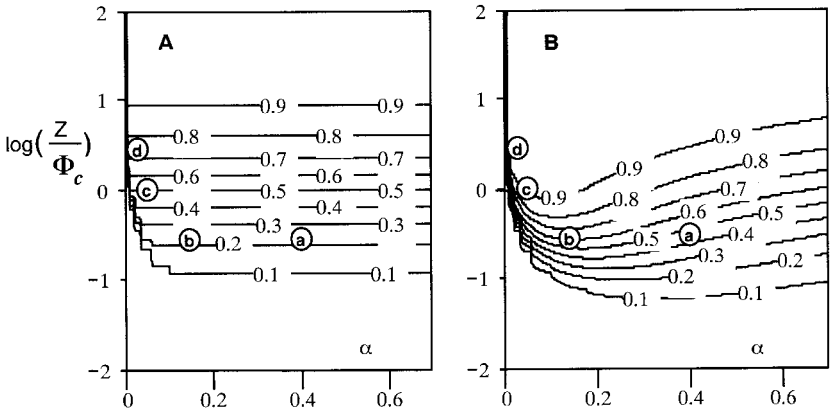 2 2
A B
1 1
0.9 0.9
0.8 0.8
d
0.7 0.7
log(Z/Φc)
0.6 0.6
c
0 0.5 0.5
0.4 0.4
0.3 0.3
b 0.2 a
−1 0.1 0.1
α
−2
0 0.2 0.4 0.6
0.9
d 0.9 0.8
0 c 0.9 0.8 0.7
0.6 0.5
b 0.5 a 0.4
0.3 0.2
0.2
−1 0.1 0.1
α
−2
0 0.2 0.4 0.6